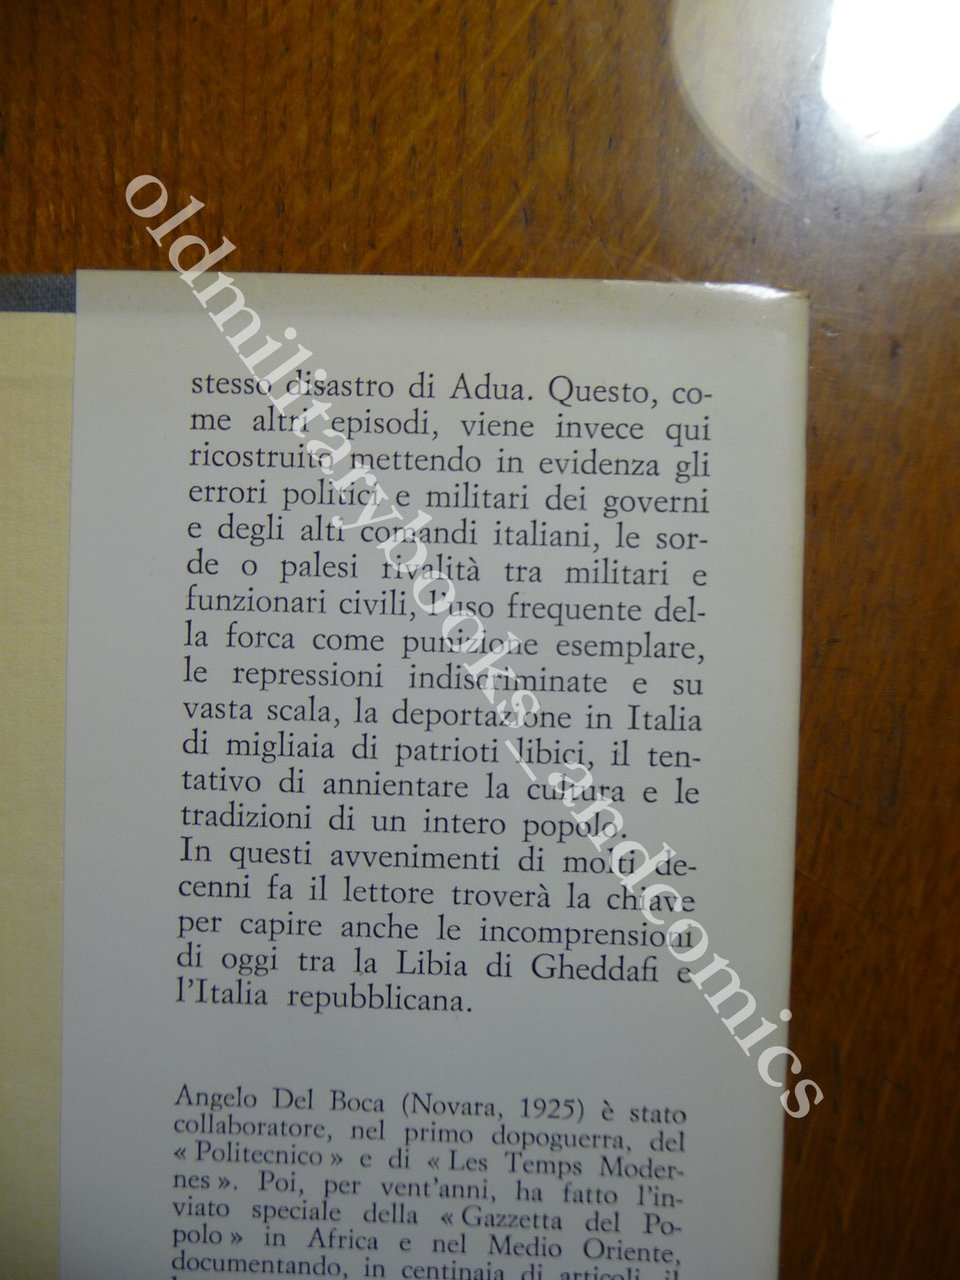 stesso disastro di Adua. Questo, co-
me altri episodi, viene invece qui
ricostruito mettendo in evidenza gli
errori politici e militari dei governi
e degli alti comandi italiani, le sor-
de o palesi rivalità tra militari e
funzionari civili, l'uso frequente del-
la forca come punizione esemplare,
le repressioni indiscriminate e su
vasta scala, la deportazione in Italia
di migliaia di patrioti libici, il ten-
tativo di annientare la cultura e le
tradizioni di un intero popolo.
In questi avvenimenti di molti de-
cenni fa il lettore troverà la chiave
per capire anche le incomprensioni
di oggi tra la Libia di Gheddafi e
l'Italia repubblicana.
Angelo Del Boca (Novara, 1925) è stato
collaboratore, nel primo dopoguerra, del
« Politecnico » e di « Les Temps Moder-
nes ». Poi, per vent'anni, ha fatto l'in-
viato speciale della « Gazzetta del Po-
polo » in Africa e nel Medio Oriente,
documentando, in centinaia di articoli, il
oldmilitarybooks_andcomics